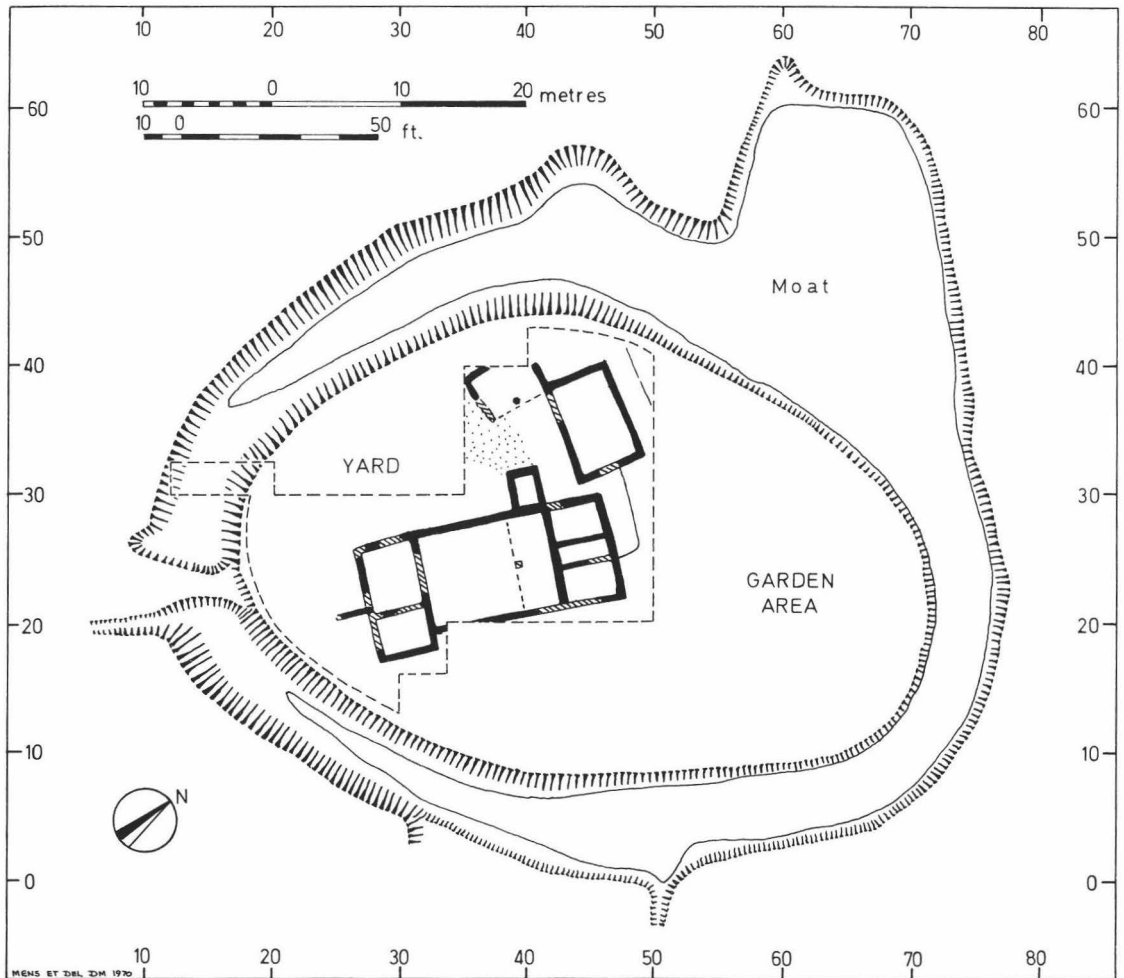 10 20 30 40 50 60 70 80
10 0 10 20 metres
10 0 50 ft.
60 60
50 50
Moat
40 40
YARD
30 30
GARDEN
AREA
20 20
10 10
N
0 0
10 20 30 40 50 60 70 80
MENS ET DEL DM 1970